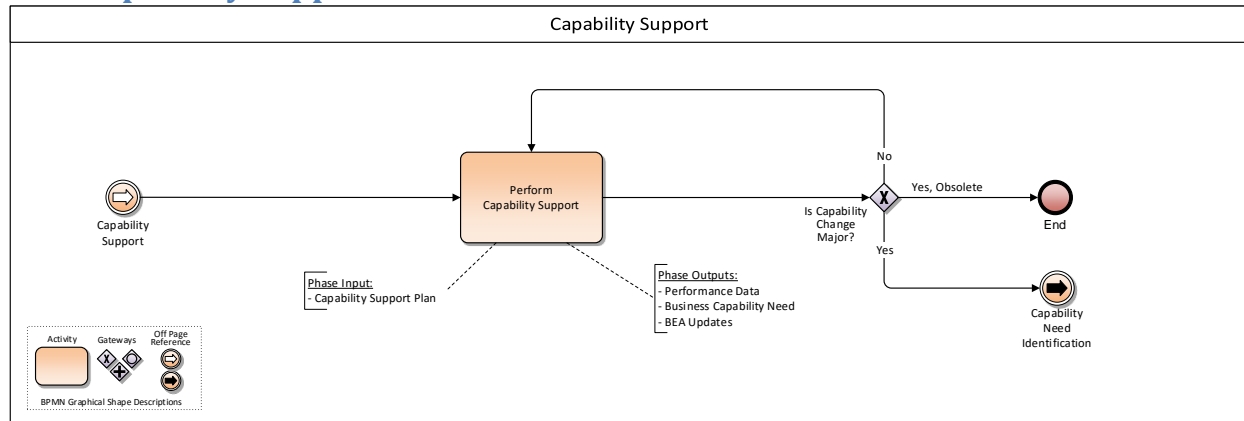 Capability Support
No
Perform
Capability Support
Yes, Obsolete
Capability
Support
Is Capability
Change
Major?
End
Yes
Phase Input:
- Capability Support Plan
Phase Outputs:
- Performance Data
- Business Capability Need
- BEA Updates
Capability
Need
Identification
Activity
Gateways
Off Page
Reference
BPMN Graphical Shape Descriptions